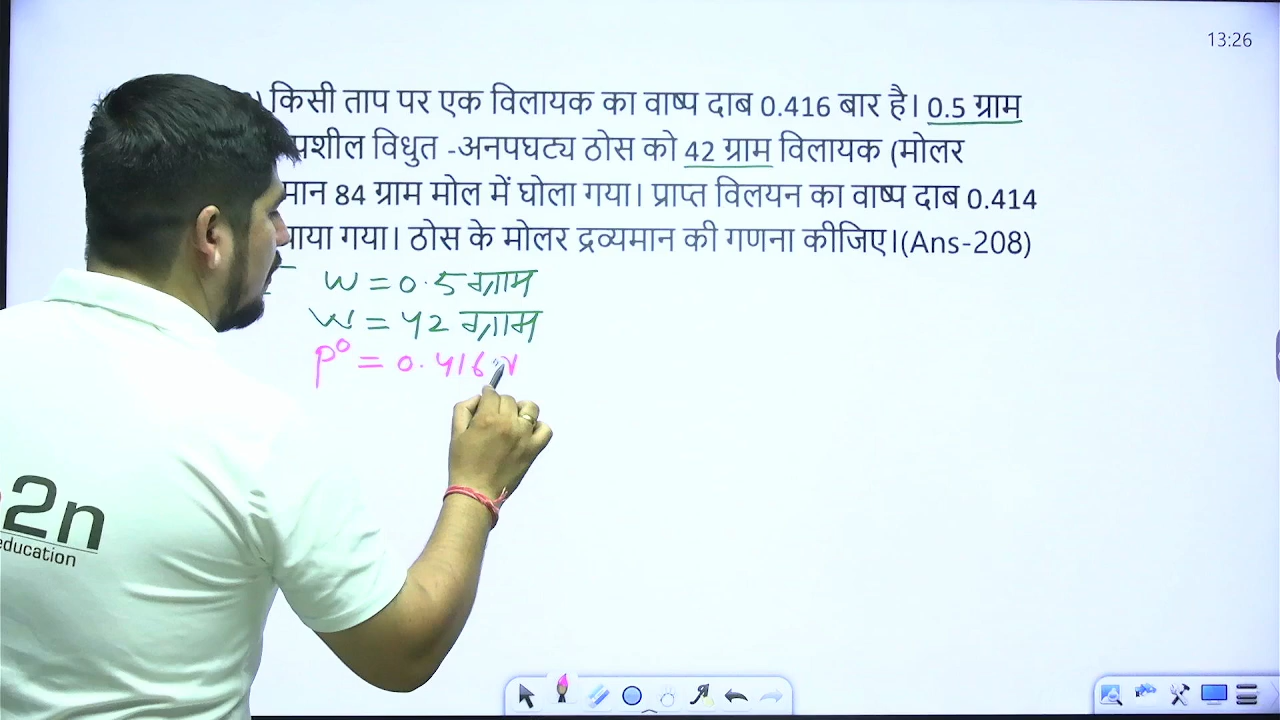 13:26
किसी ताप पर एक विलायक का वाष्प दाब 0.416 बार है। 0.5 ग्राम
विधुत -अनपघट्य ठोस को 42 ग्राम विलायक (मोलर
84 ग्राम मोल में घोला गया। प्राप्त विलयन का वाष्प दाब 0.414
गया। ठोस के मोलर द्रव्यमान की गणना कीजिए।(Ans-208)
w = 0.5 ग्राम
W = 42 ग्राम
P⁰ = 0.416
2n
education